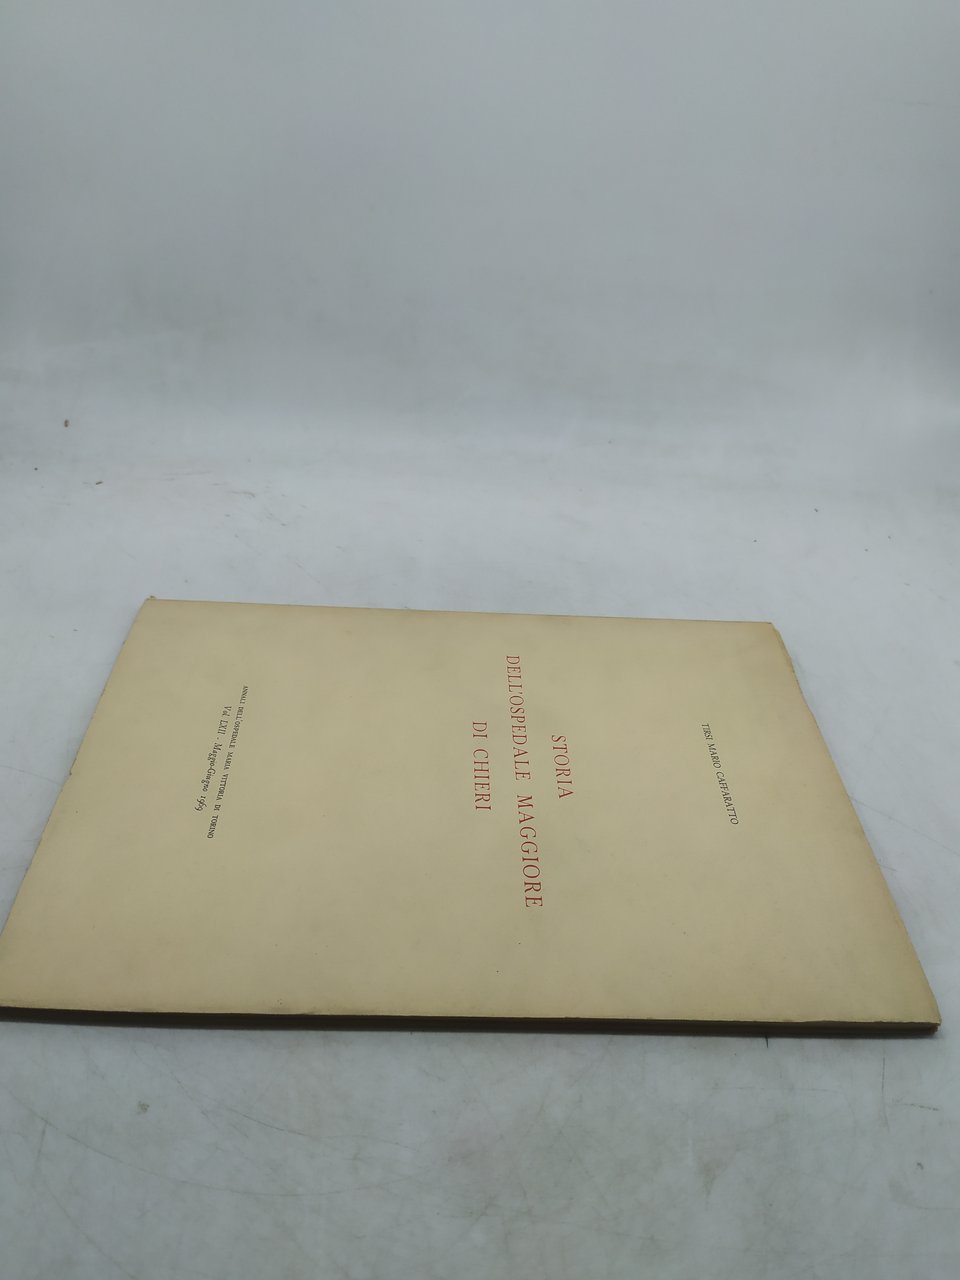 TIRSI MARIO CAFFARATTO
STORIA
DELL'OSPEDALE MAGGIORE
DI CHIERI
ANNALI DELL'OSPEDALE MARIA VITTORIA DI TORINO
Vol. LXII - Maggio-Giugno 1969